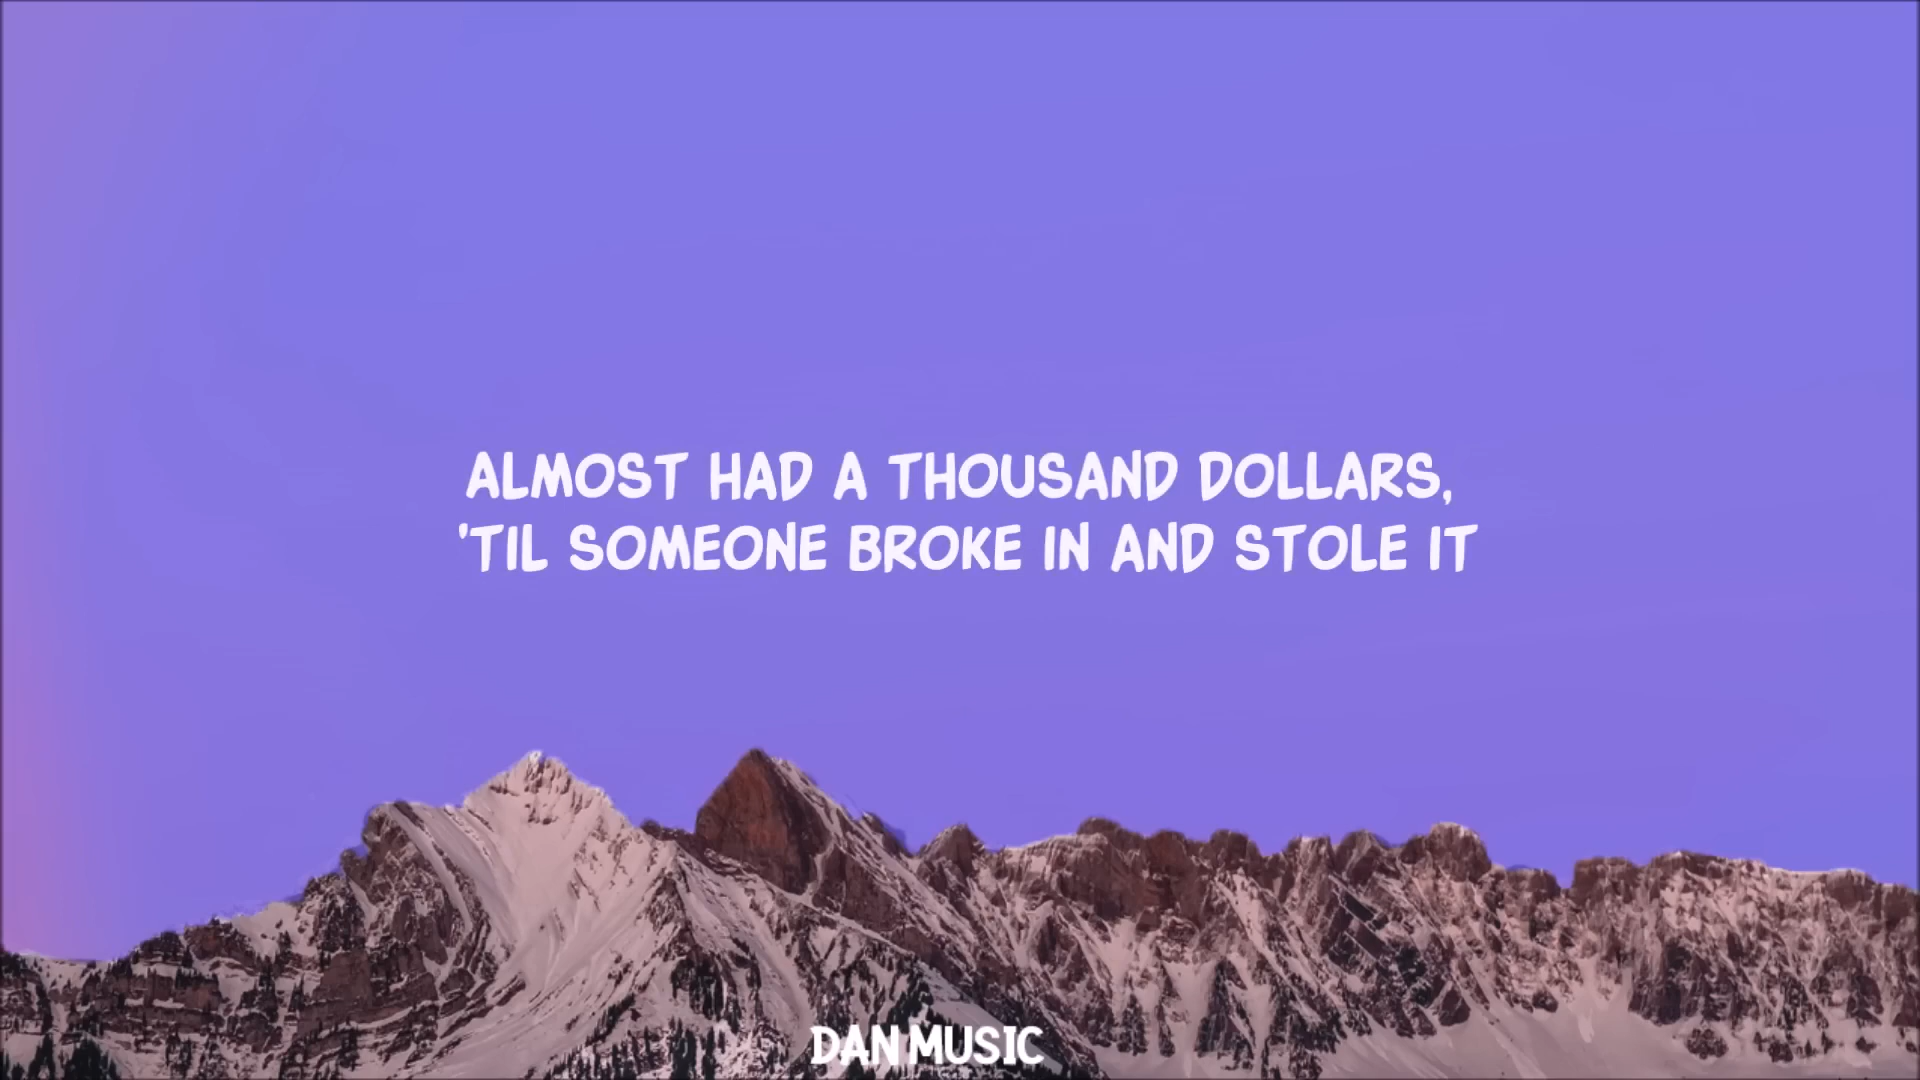 ALMOST HAD A THOUSAND DOLLARS,
'TIL SOMEONE BROKE IN AND STOLE IT
DAN MUSIC